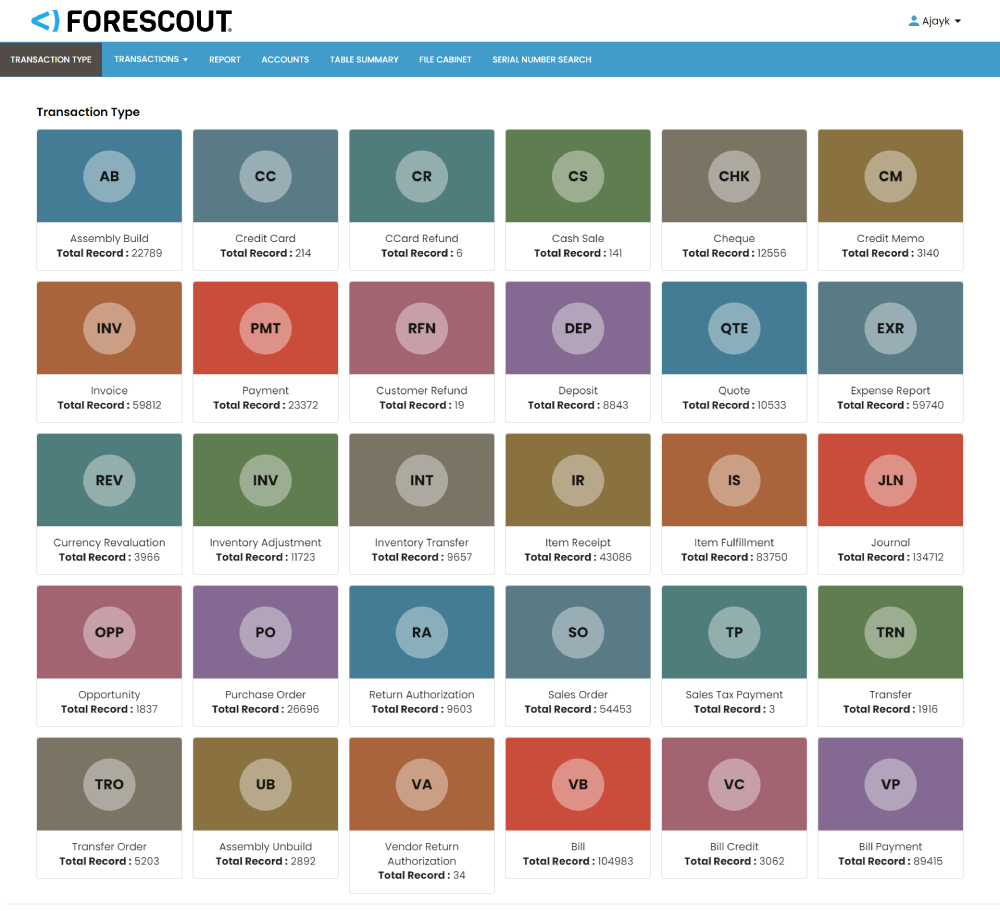 <) FORESCOUT.
Ajayk
TRANSACTION TYPE TRANSACTIONS REPORT ACCOUNTS TABLE SUMMARY FILE CABINET SERIAL NUMBER SEARCH
Transaction Type
AB CC CR CS CHK CM
Assembly Build Credit Card CCard Refund Cash Sale Cheque Credit Memo
Total Record : 22789 Total Record : 214 Total Record : 6 Total Record : 141 Total Record : 12556 Total Record : 3140
INV PMT RFN DEP QTE EXR
Invoice Payment Customer Refund Deposit Quote Expense Report
Total Record : 59812 Total Record : 23372 Total Record : 19 Total Record : 8843 Total Record : 10533 Total Record : 59740
REV INV INT IR IS JLN
Currency Revaluation Inventory Adjustment Inventory Transfer Item Receipt Item Fulfillment Journal
Total Record : 3966 Total Record : 11723 Total Record : 9657 Total Record : 43086 Total Record : 83750 Total Record : 134712
OPP PO RA SO TP TRN
Opportunity Purchase Order Return Authorization Sales Order Sales Tax Payment Transfer
Total Record : 1837 Total Record : 26696 Total Record : 9603 Total Record : 54453 Total Record : 3 Total Record : 1916
TRO UB VA VB VC VP
Transfer Order Assembly Unbuild Vendor Return Bill Bill Credit Bill Payment
Total Record : 5203 Total Record : 2892 Authorization Total Record : 104983 Total Record : 3062 Total Record : 89415
Total Record : 34